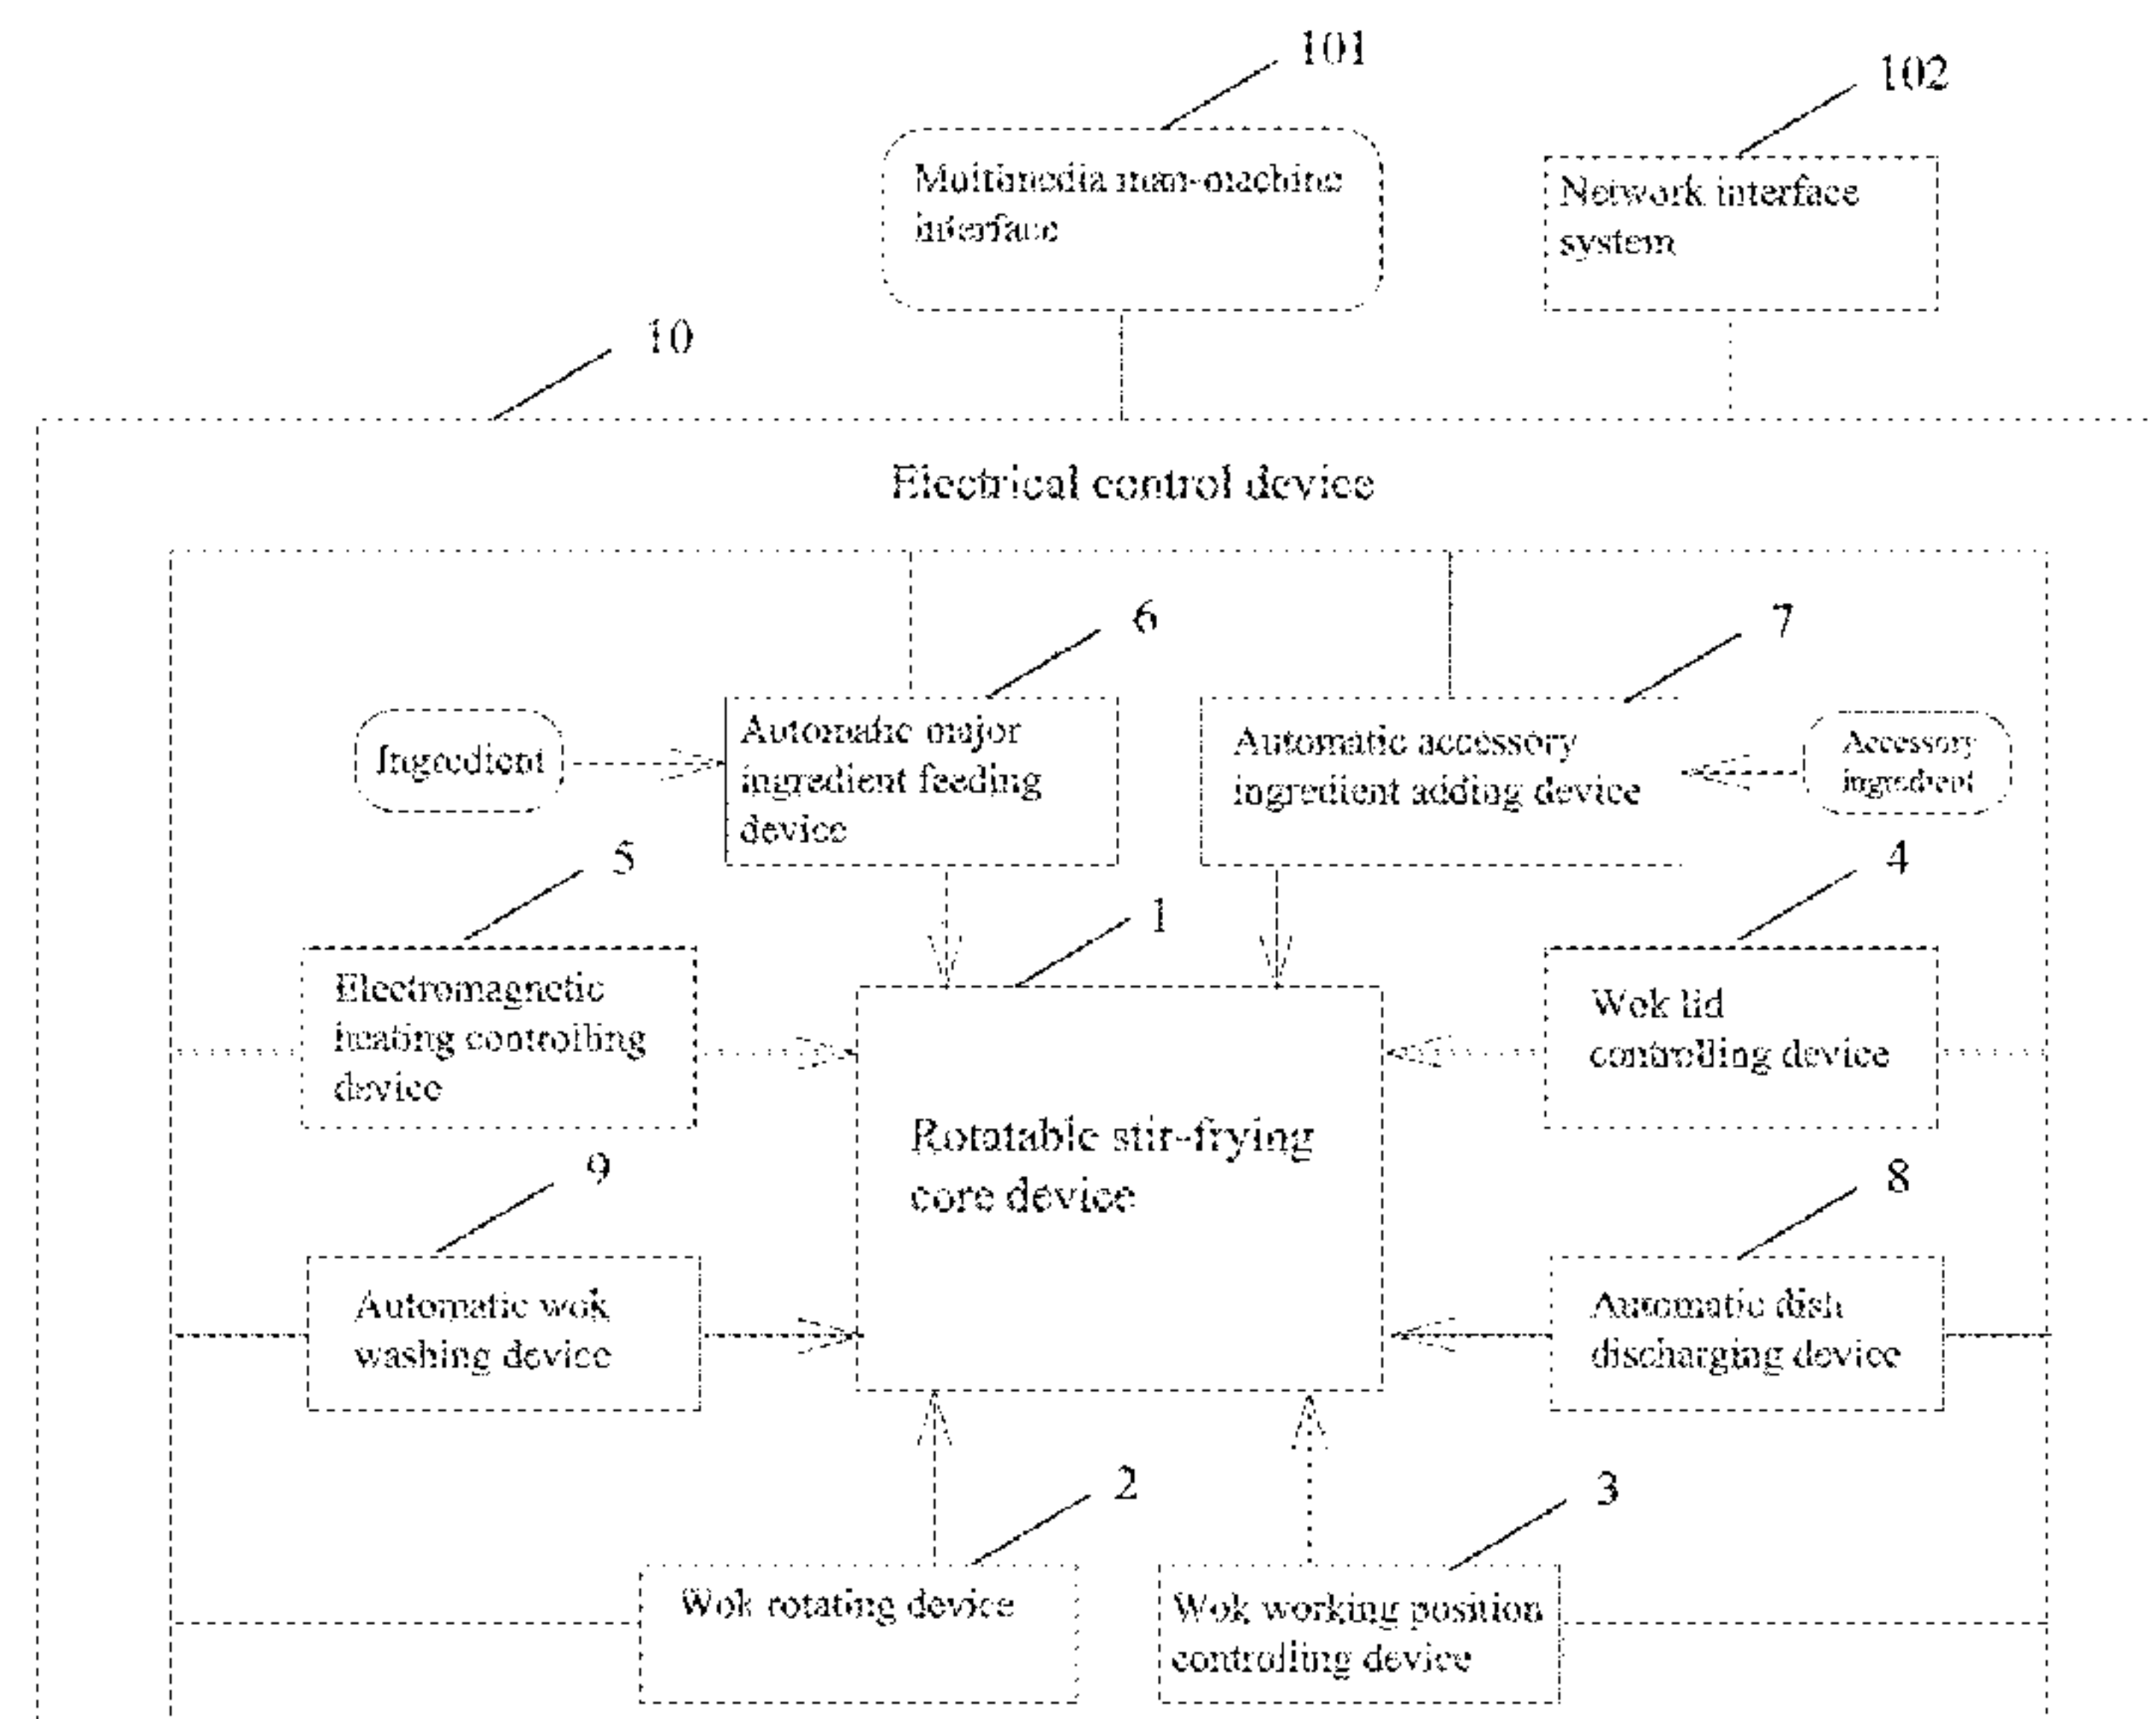 101
102
Multimedia man-machine
interface
Network interface
system
10
Electrical control device
6
7
Ingredient
Automatic major
ingredient feeding
device
Automatic accessory
ingredient adding device
Accessory
ingredient
5
1
4
Electromagnetic
heating controlling
device
Wok lid
controlling device
Rotatable stir-frying
core device
9
8
Automatic wok
washing device
Automatic dish
discharging device
2
3
Wok rotating device
Wok working position
controlling device